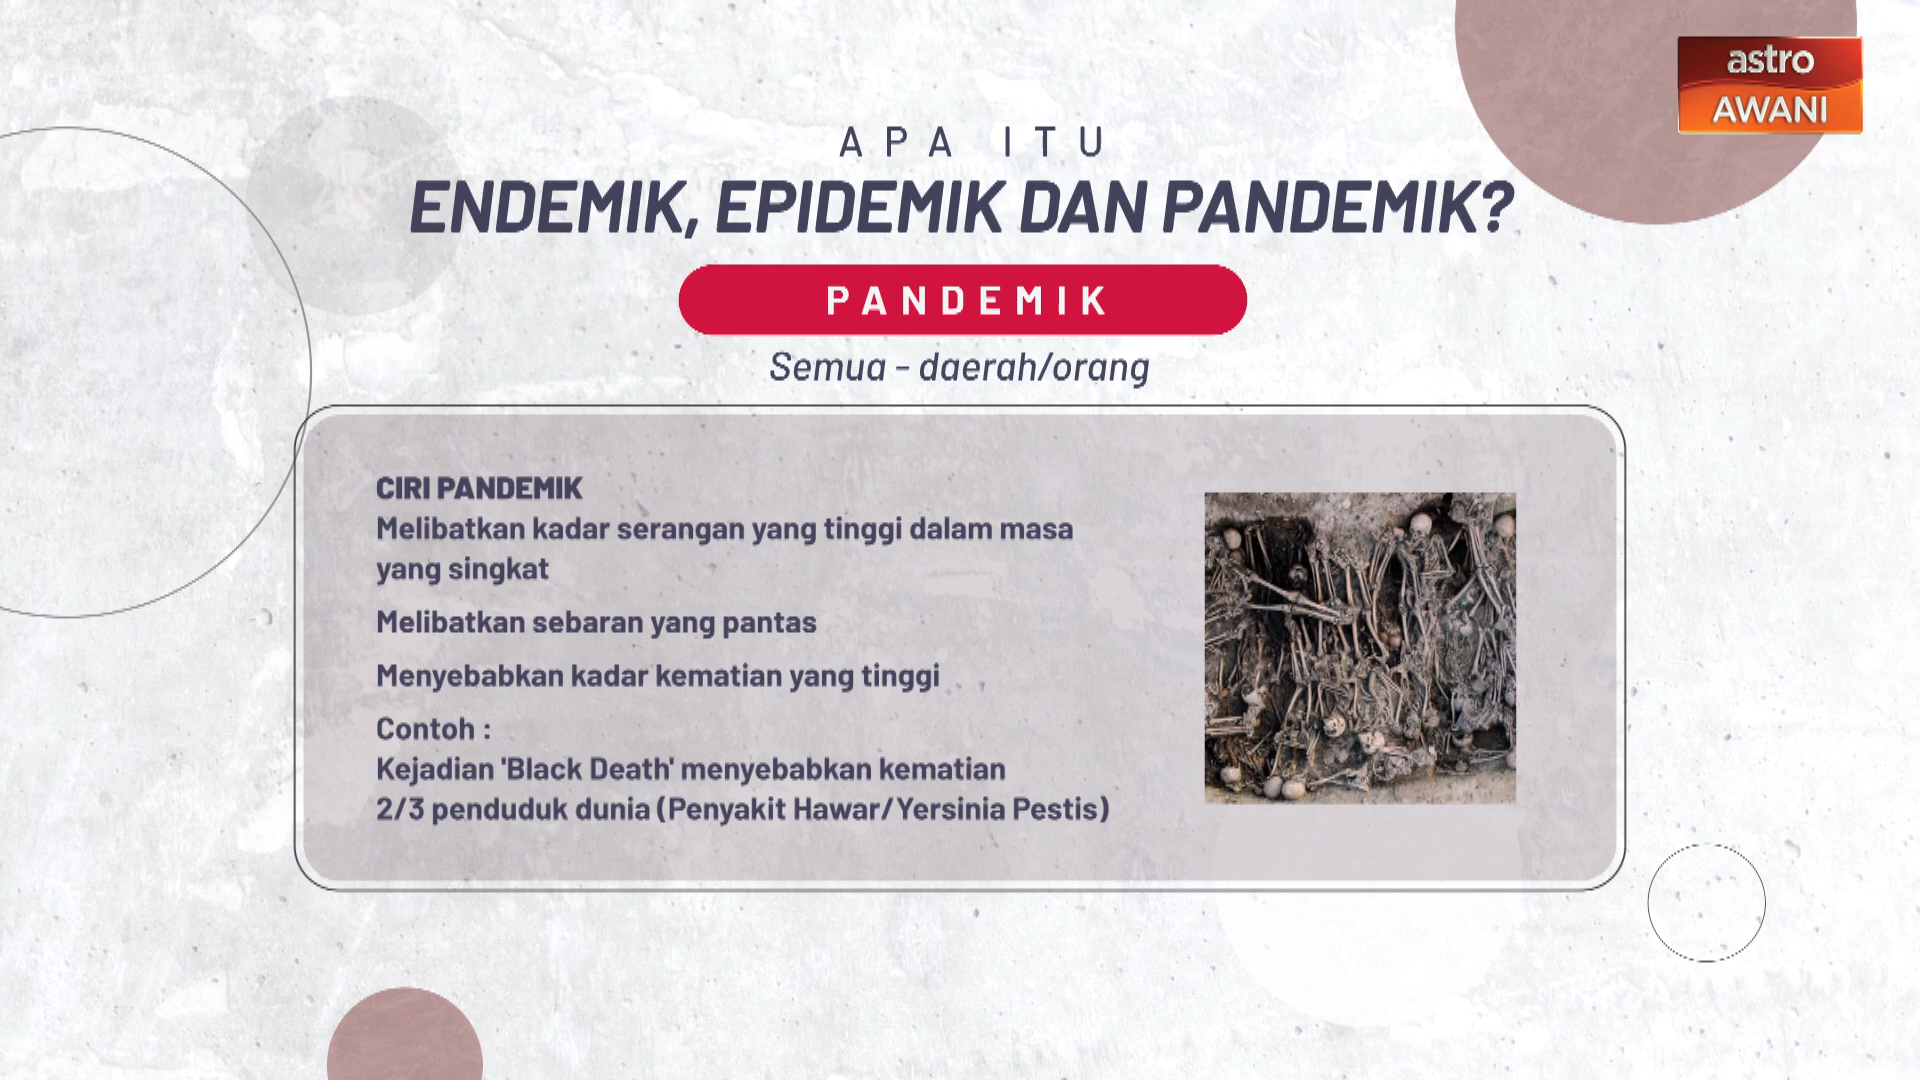 astro
AWANI
APA ITU
ENDEMIK, EPIDEMIK DAN PANDEMIK?
PANDEMIK
Semua - daerah/orang
CIRI PANDEMIK
Melibatkan kadar serangan yang tinggi dalam masa
yang singkat
Melibatkan sebaran yang pantas
Menyebabkan kadar kematian yang tinggi
Contoh :
Kejadian 'Black Death' menyebabkan kematian
2/3 penduduk dunia (Penyakit Hawar/Yersinia Pestis)